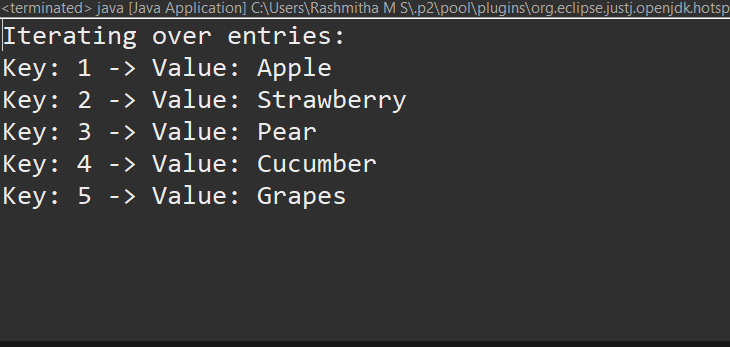 <terminated> java [Java Application] C:\Users\Rashmitha M S\.p2\pool\plugins\org.eclipse.justj.openjdk.hotsp
Iterating over entries:
Key: 1 -> Value: Apple
Key: 2 -> Value: Strawberry
Key: 3 -> Value: Pear
Key: 4 -> Value: Cucumber
Key: 5 -> Value: Grapes